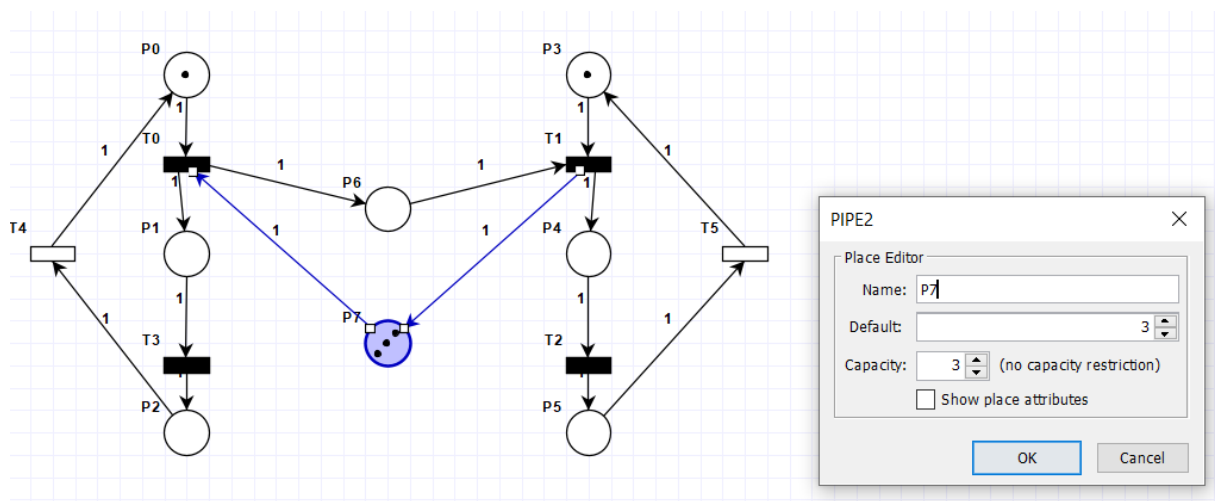 P0
P3
1
1
T0
T1
1
1
1
1
1
1
P6
T4
P1
1
1
P4
T5
P7
1
1
T3
T2
1
1
1
1
P2
P5
PIPE2
Place Editor
Name: P7
Default: 3
Capacity: 3 (no capacity restriction)
Show place attributes
OK Cancel